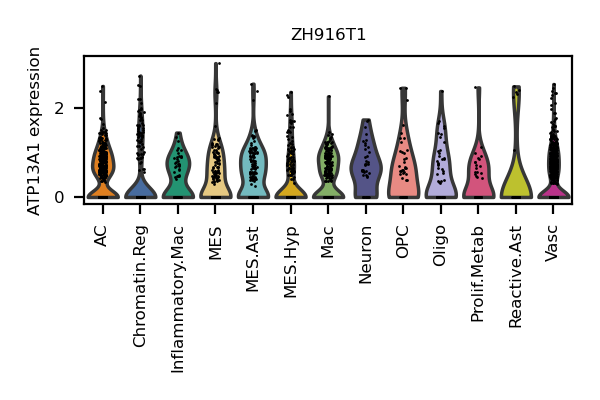 ZH916T1
ATP13A1 expression
2
0
AC
Chromatin.Reg
Inflammatory.Mac
MES
MES.Ast
MES.Hyp
Mac
Neuron
OPC
Oligo
Prolif.Metab
Reactive.Ast
Vasc